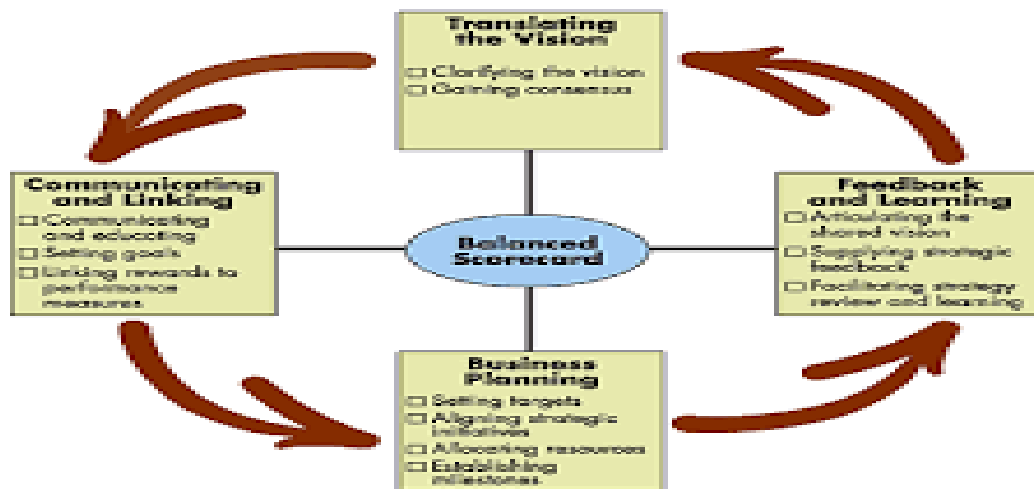 Translating
the Vision
□ Clarifying the vision
□ Gaining consensus
Communicating
and Linking
□ Communicating
and educating
□ Setting goals
□ Linking rewards to
performance
measures
Balanced
Scorecard
Feedback
and Learning
□ Articulating the
shared vision
□ Supplying strategic
feedback
□ Facilitating strategy
review and learning
Business
Planning
□ Setting targets
□ Aligning strategic
initiatives
□ Allocating resources
□ Establishing
milestones